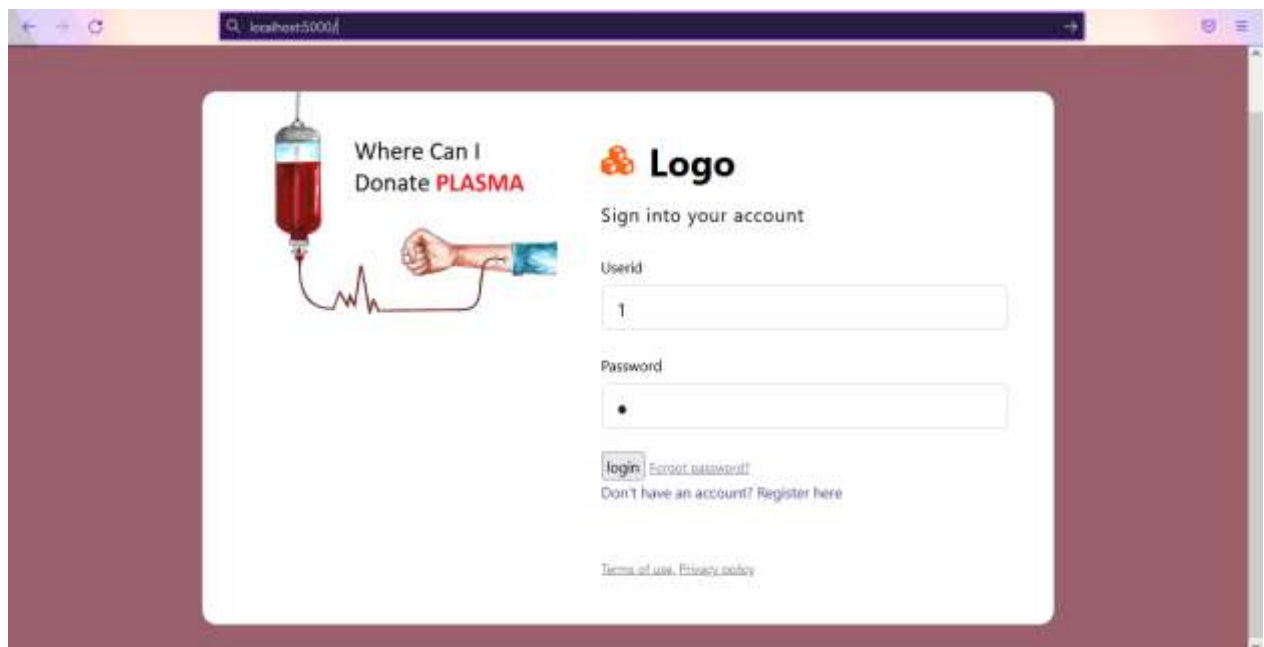 localhost:5000/
Where Can I
Donate PLASMA
Logo
Sign into your account
Userid
1
Password
login Forgot password?
Don't have an account? Register here
Terms of use. Privacy policy